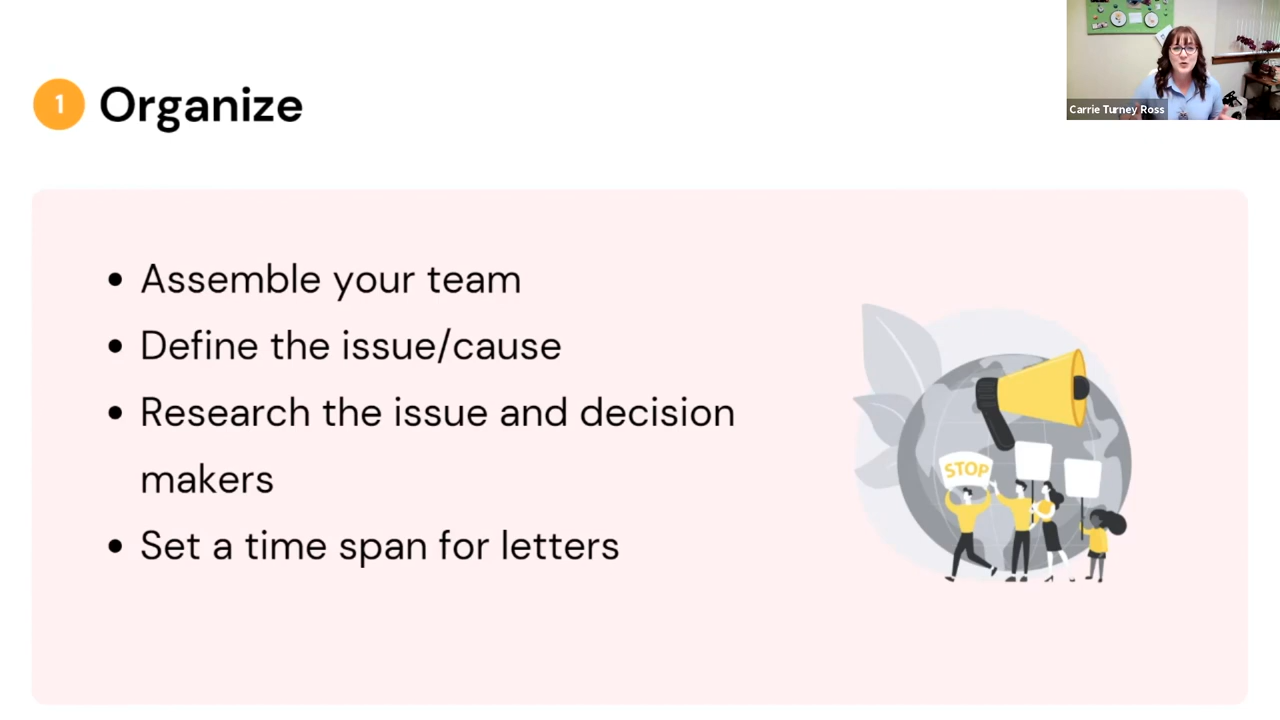 1 Organize
Carrie Turney Ross
• Assemble your team
• Define the issue/cause
• Research the issue and decision
makers
• Set a time span for letters
STOP